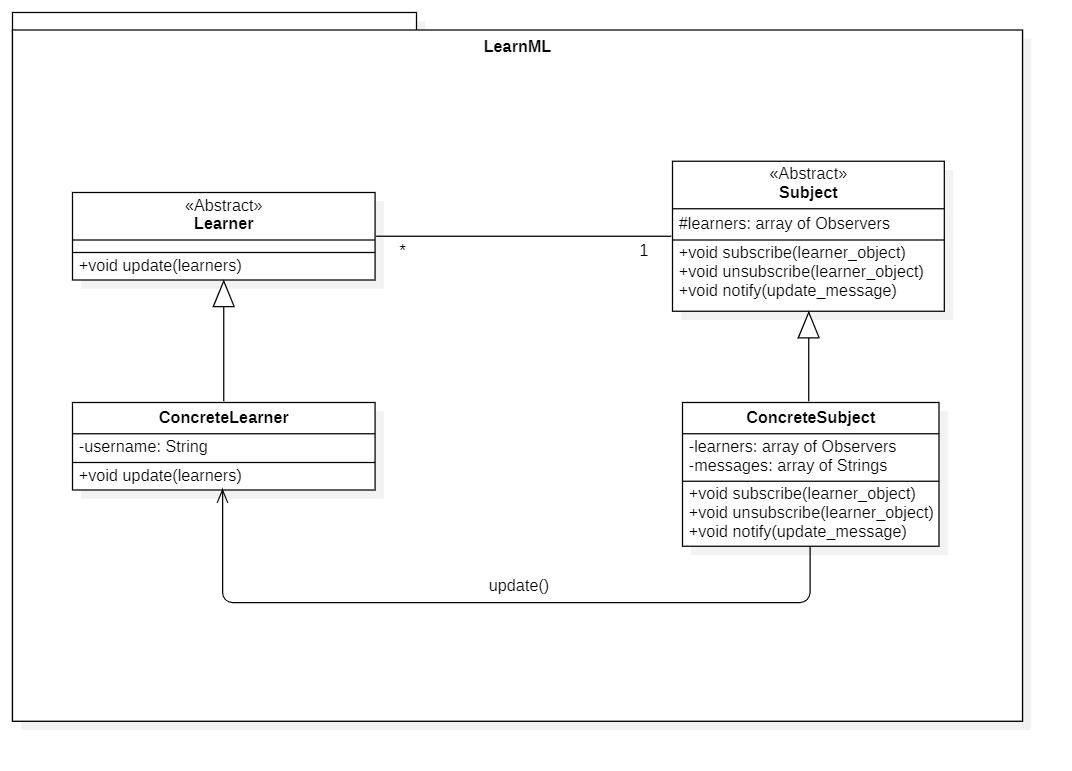 LearnML
«Abstract»
Learner
+void update(learners)
*
1
«Abstract»
Subject
#learners: array of Observers
+void subscribe(learner_object)
+void unsubscribe(learner_object)
+void notify(update_message)
ConcreteLearner
-username: String
+void update(learners)
ConcreteSubject
-learners: array of Observers
-messages: array of Strings
+void subscribe(learner_object)
+void unsubscribe(learner_object)
+void notify(update_message)
update()